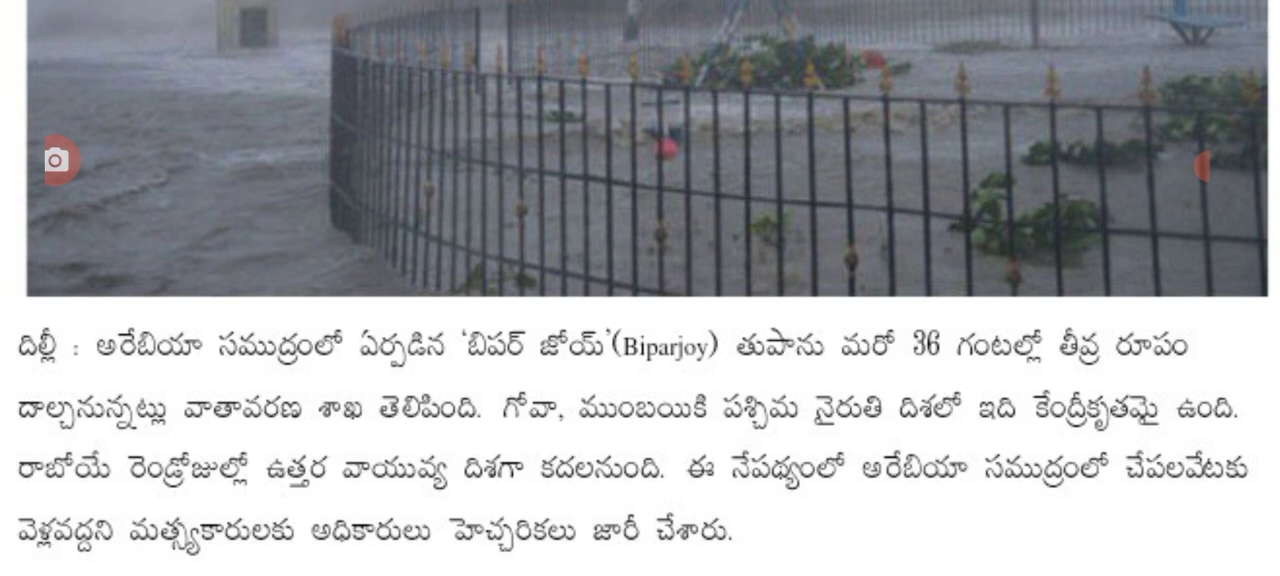 దిల్లీ : అరేబియా సముద్రంలో ఏర్పడిన ‘బిపర్ జోయ్’(Biparjoy) తుపాను మరో 36 గంటల్లో తీవ్ర రూపం
దాల్చనున్నట్లు వాతావరణ శాఖ తెలిపింది. గోవా, ముంబయికి పశ్చిమ నైరుతి దిశలో ఇది కేంద్రీకృతమై ఉంది.
రాబోయే రెండ్రోజుల్లో ఉత్తర వాయువ్య దిశగా కదలనుంది. ఈ నేపథ్యంలో అరేబియా సముద్రంలో చేపలవేటకు
వెళ్లవద్దని మత్స్యకారులకు అధికారులు హెచ్చరికలు జారీ చేశారు.